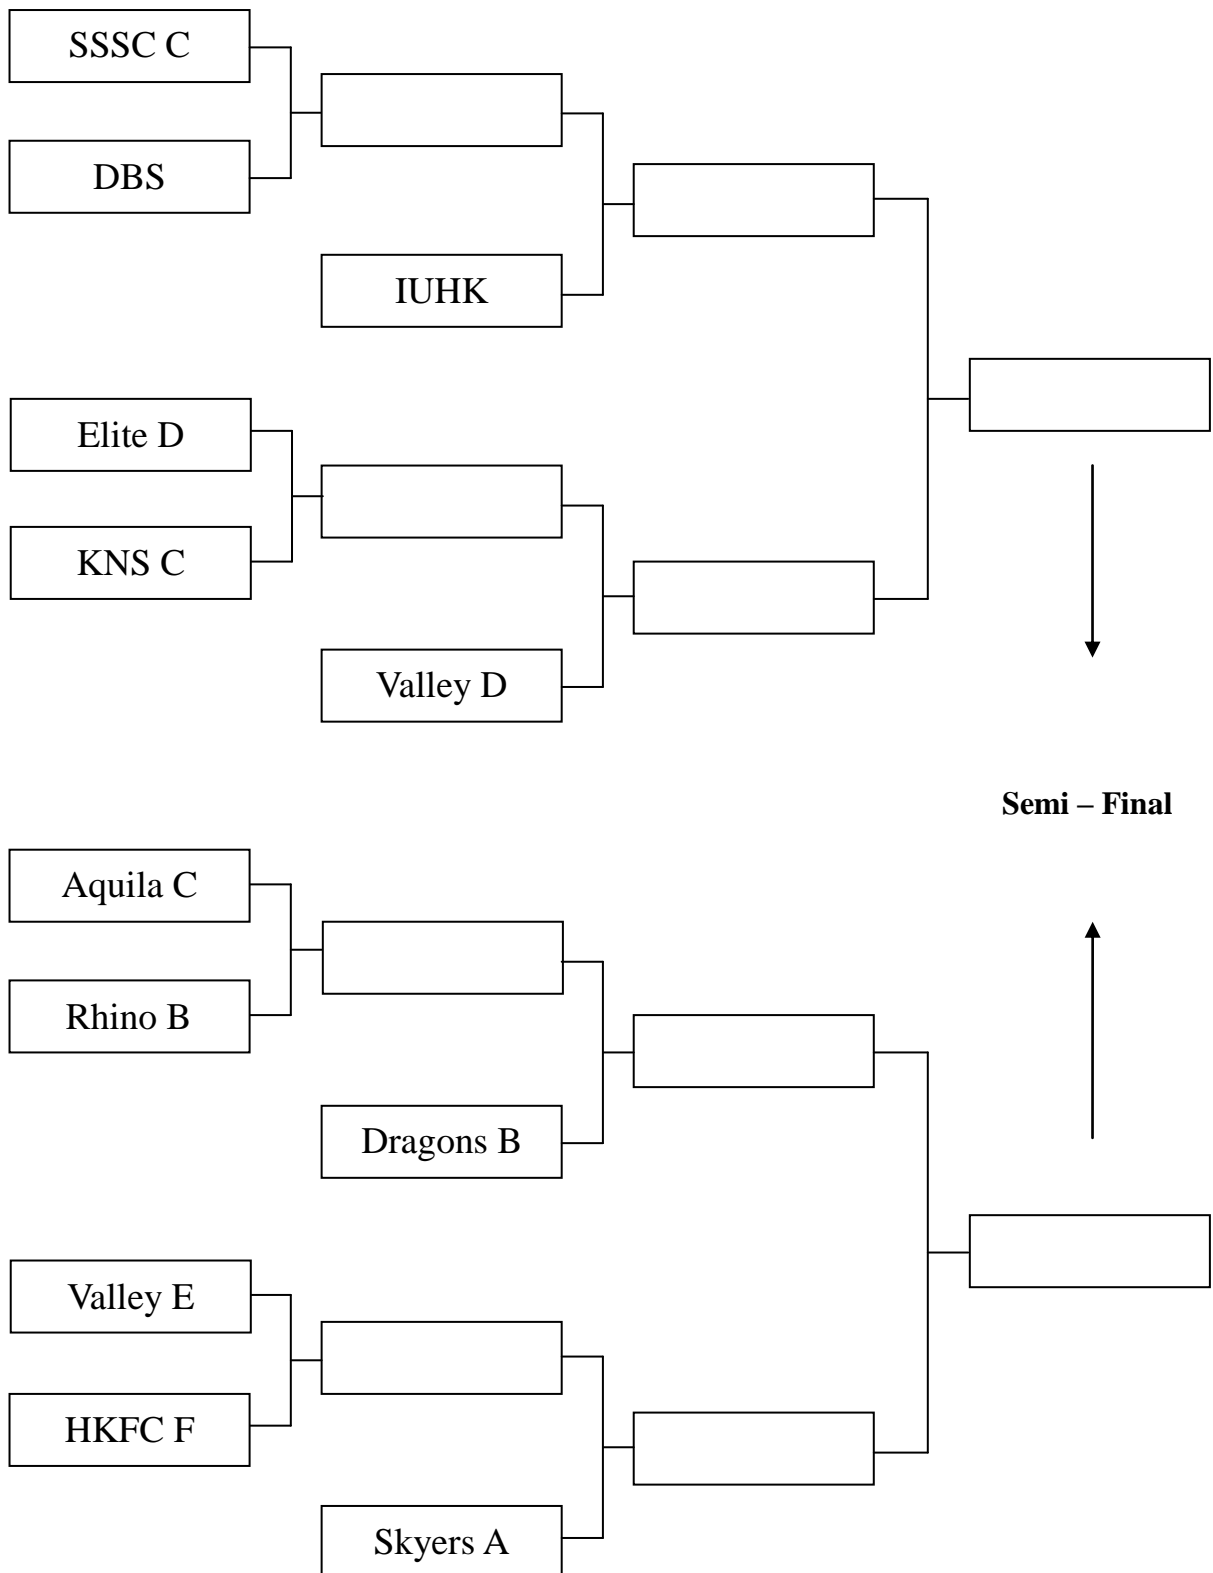 SSSC C
DBS
IUHK
Elite D
KNS C
Valley D
Semi – Final
Aquila C
Rhino B
Dragons B
Valley E
HKFC F
Skyers A